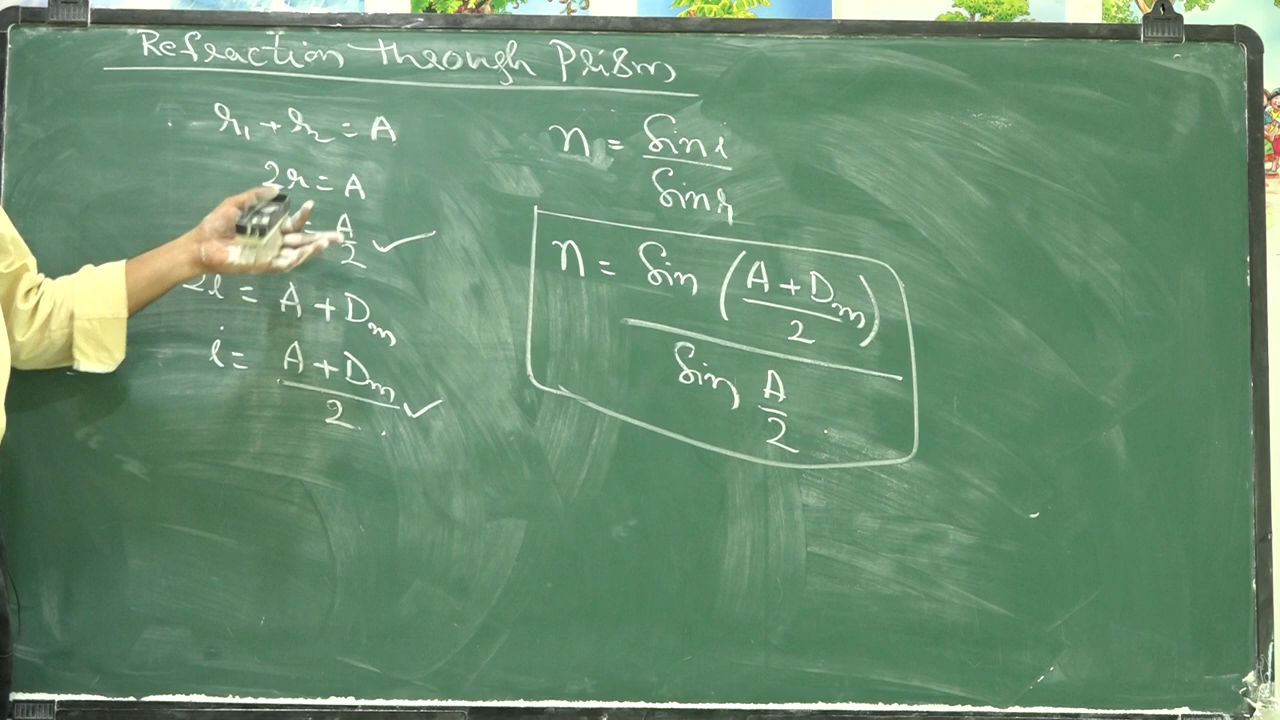 Refraction through Prism
r₁ + r₂ = A
2r = A
= A/2 ✓
2i = A + Dm
i = (A + Dm)/2 ✓
n = Sin i / Sin r
n = Sin ((A + Dm)/2) / Sin A/2